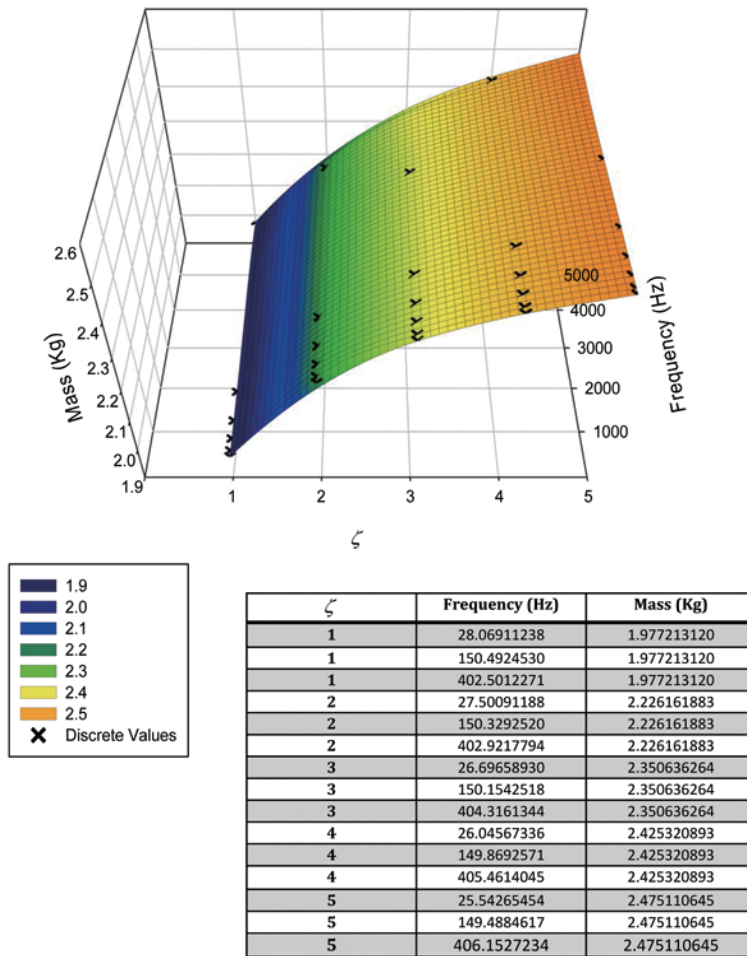 2.6
2.5
2.4
2.3
2.2
2.1
2.0
1.9
Mass (Kg)
1
2
3
4
5
ζ
5000
4000
3000
2000
1000
Frequency (Hz)
1.9
2.0
2.1
2.2
2.3
2.4
2.5
Discrete Values
ζ Frequency (Hz) Mass (Kg)
1 28.06911238 1.977213120
1 150.4924530 1.977213120
1 402.5012271 1.977213120
2 27.50091188 2.226161883
2 150.3292520 2.226161883
2 402.9217794 2.226161883
3 26.69658930 2.350636264
3 150.1542518 2.350636264
3 404.3161344 2.350636264
4 26.04567336 2.425320893
4 149.8692571 2.425320893
4 405.4614045 2.425320893
5 25.54265454 2.475110645
5 149.4884617 2.475110645
5 406.1527234 2.475110645